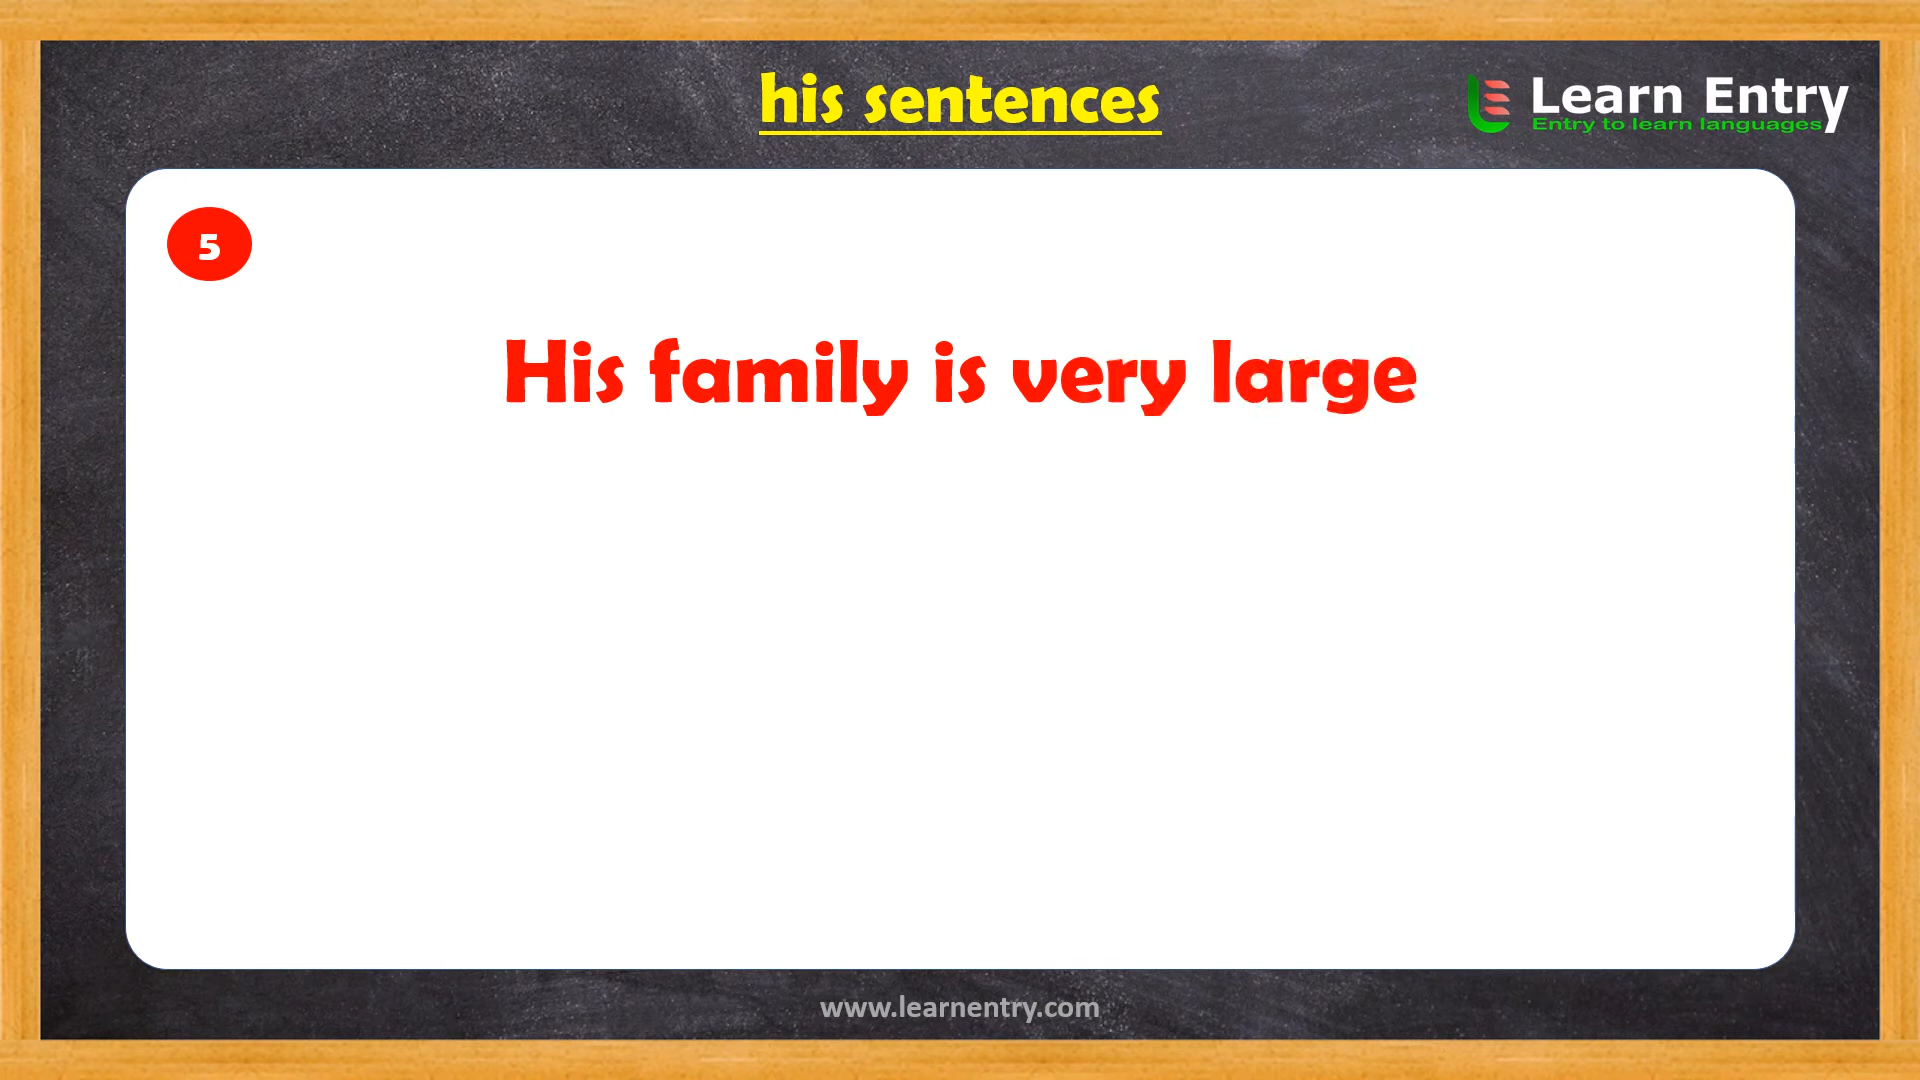 his sentences
Learn Entry
Entry to learn languages
5
His family is very large
www.learnentry.com